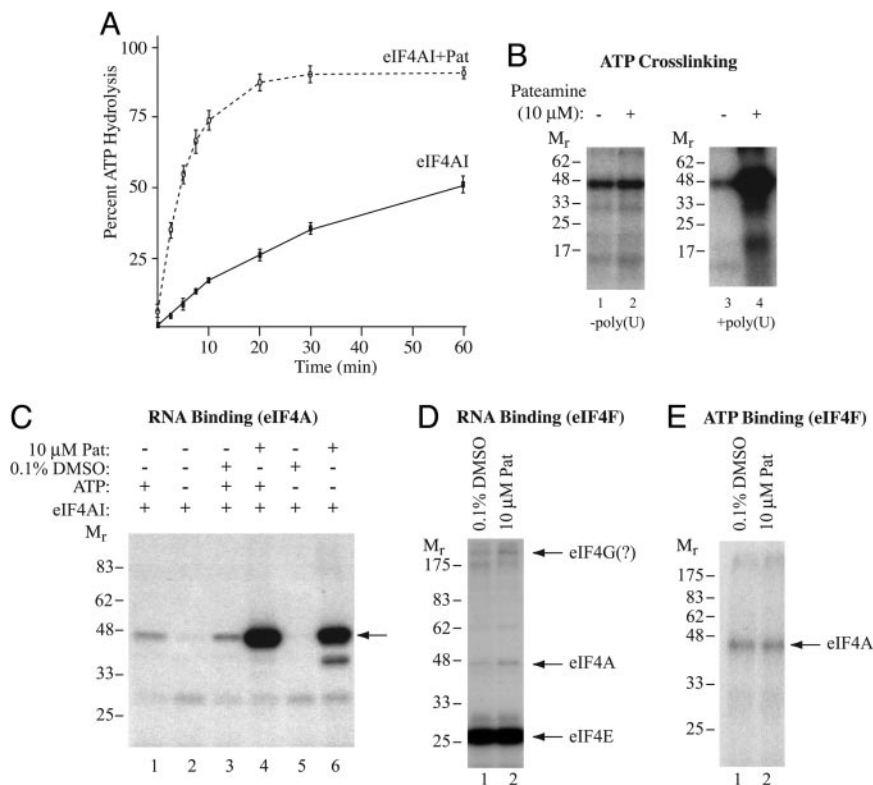 A
100
75
50
25
Percent ATP Hydrolysis
eIF4AI+Pat
eIF4AI
10 20 30 40 50 60
Time (min)
B ATP Crosslinking
Pateamine
(10 µM): - + - +
Mr Mr
62– 62–
48– 48–
33– 33–
25– 25–
17– 17–
1 2 3 4
-poly(U) +poly(U)
C RNA Binding (eIF4A)
10 µM Pat: - - - + - +
0.1% DMSO: - - + - + -
ATP: + - + + - -
eIF4AI: + + + + + +
Mr
83–
62–
48–
33–
25–
1 2 3 4 5 6
D RNA Binding (eIF4F)
0.1% DMSO
10 µM Pat
Mr
175–
83–
62–
48–
33–
25–
eIF4G(?)
eIF4A
eIF4E
1 2
E ATP Binding (eIF4F)
0.1% DMSO
10 µM Pat
Mr
175–
83–
62–
48–
33–
25–
eIF4A
1 2